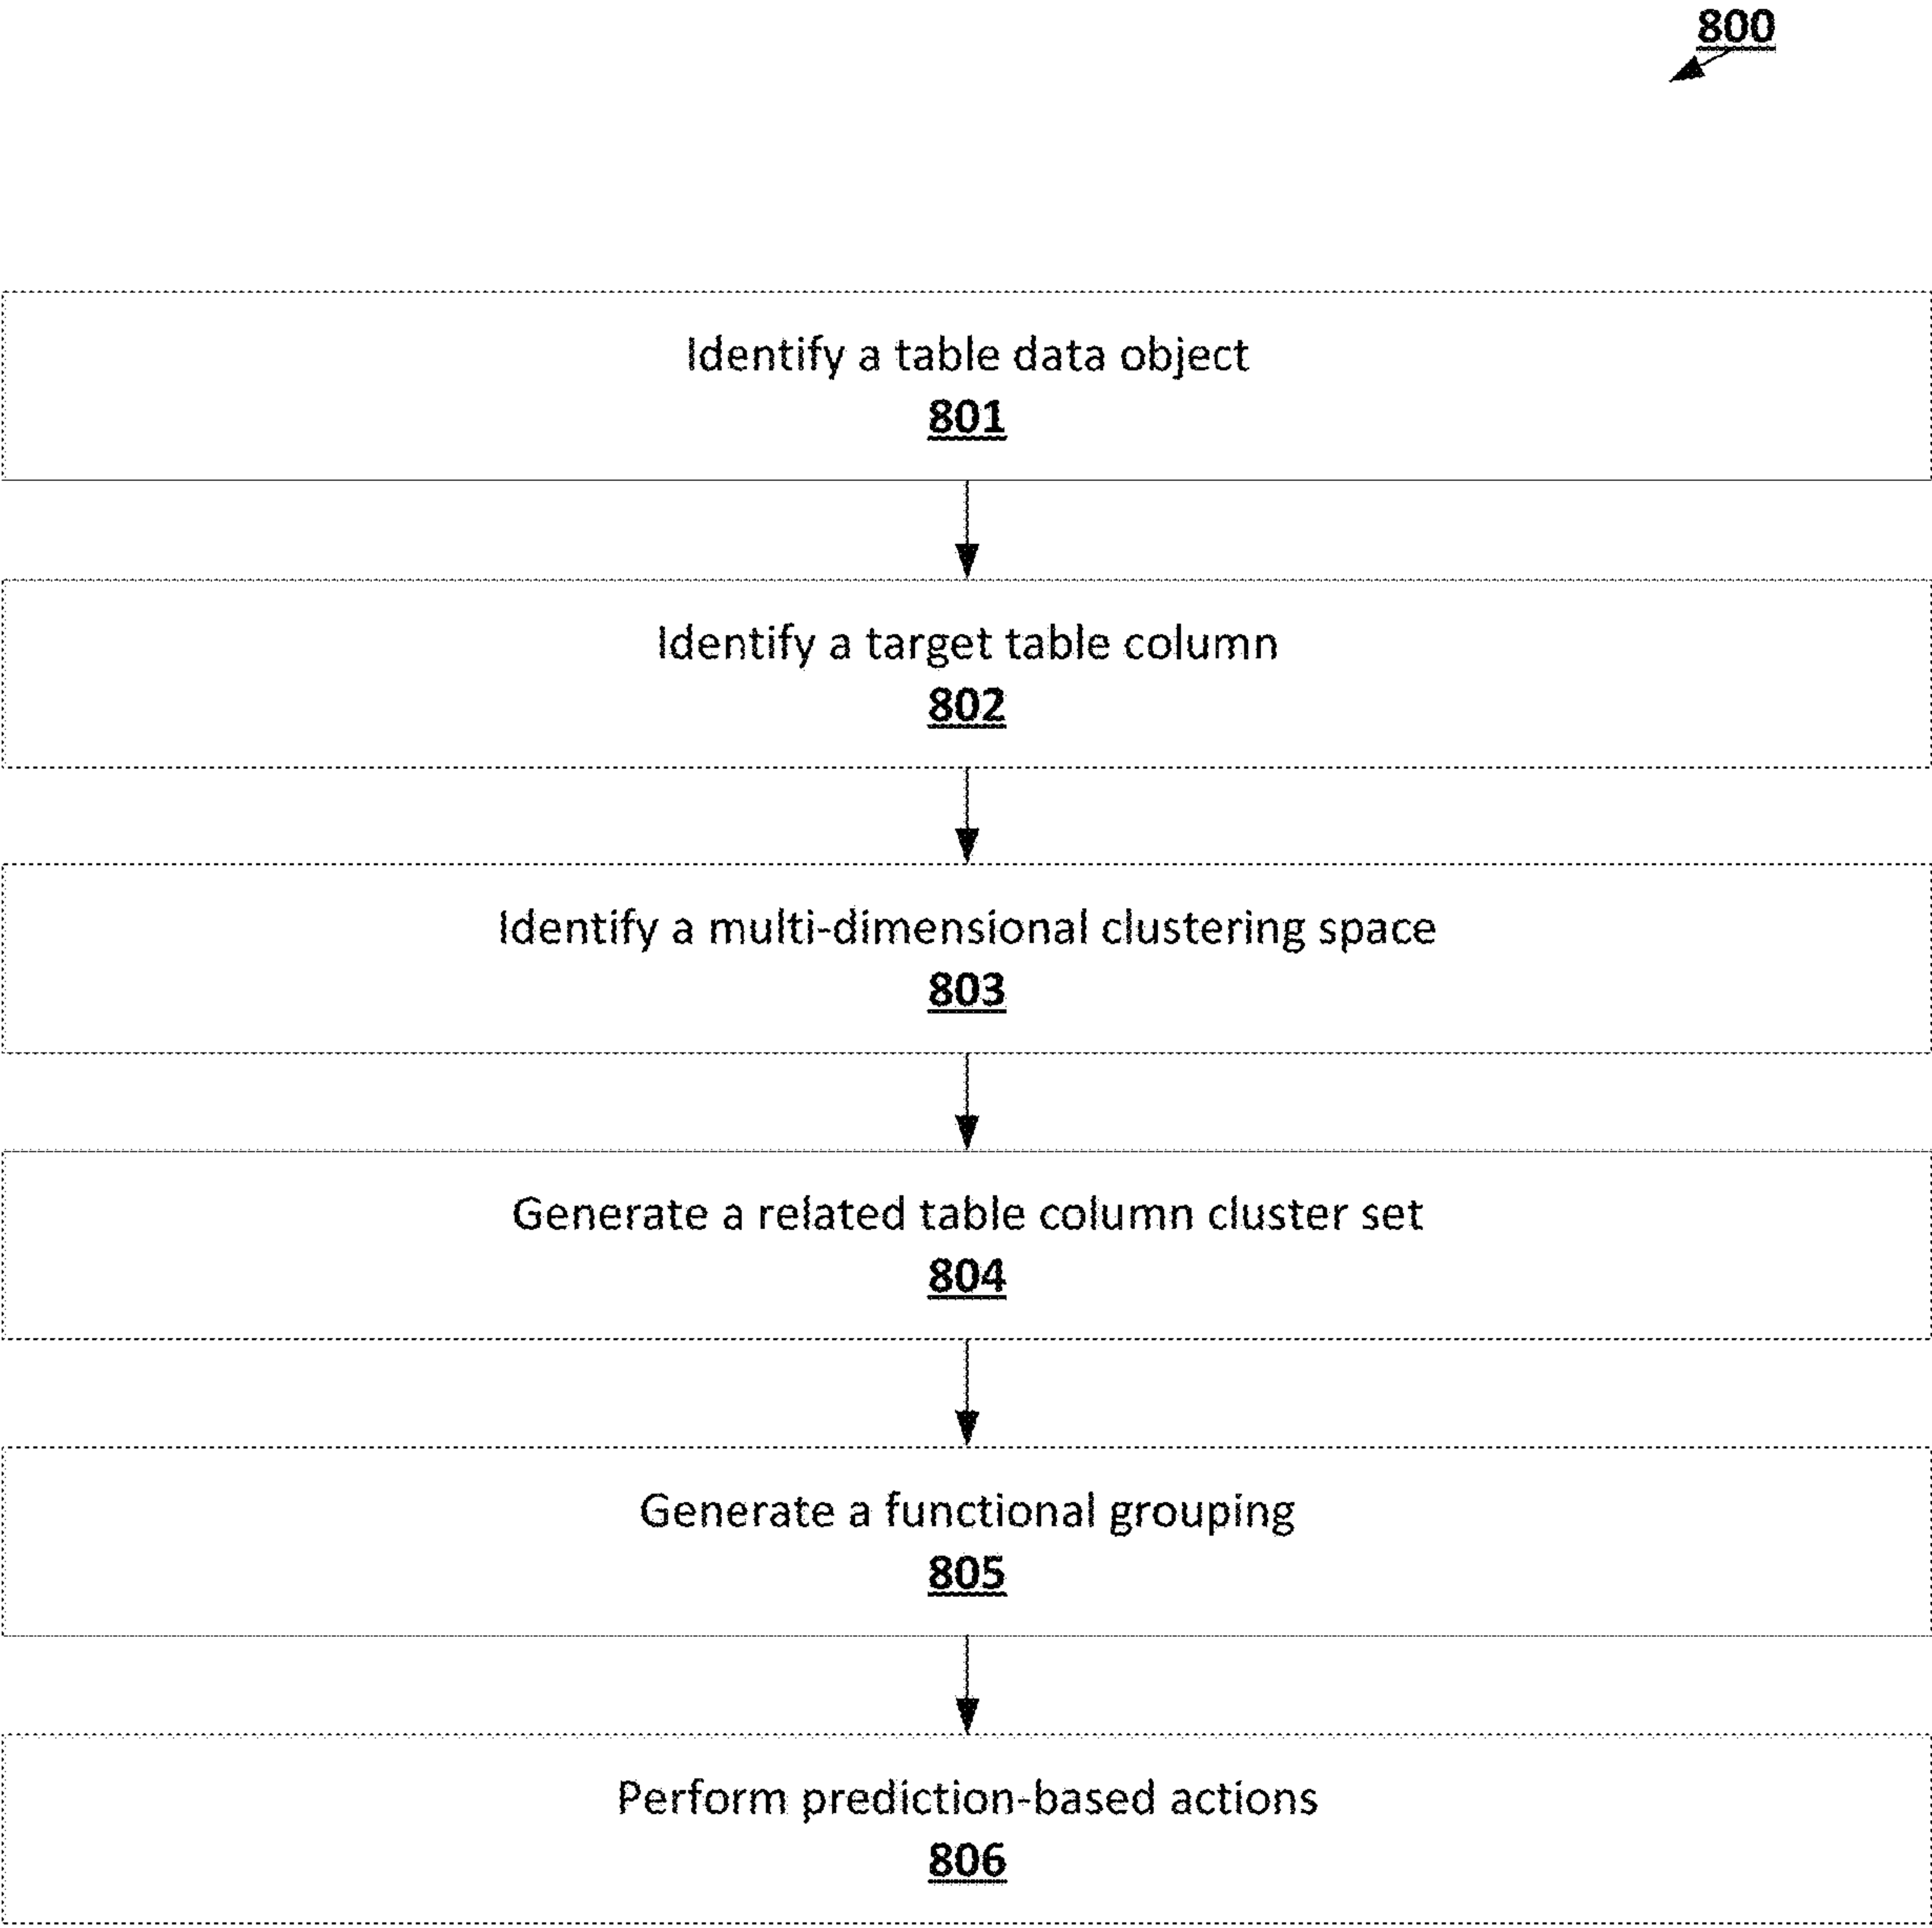 800
Identify a table data object
801
Identify a target table column
802
Identify a multi-dimensional clustering space
803
Generate a related table column cluster set
804
Generate a functional grouping
805
Perform prediction-based actions
806